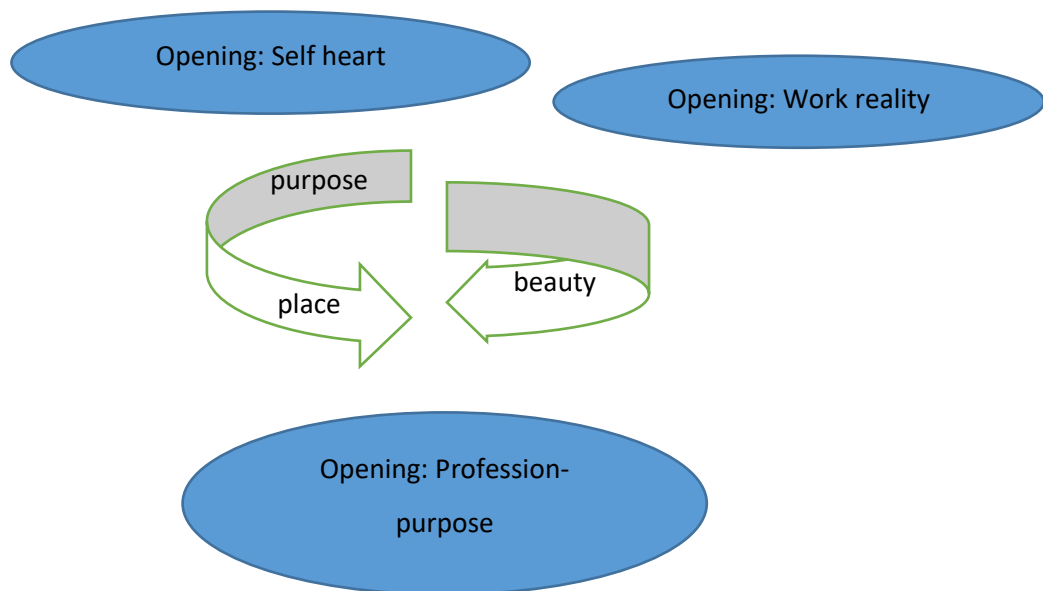 Opening: Self heart
Opening: Work reality
purpose
place
beauty
Opening: Profession-
purpose